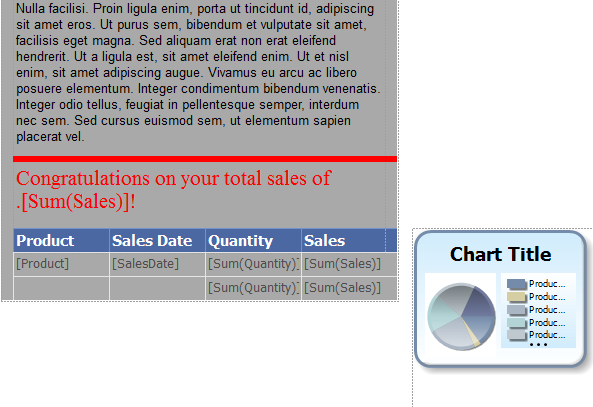 Nulla facilisi. Proin ligula enim, porta ut tincidunt id, adipiscing
sit amet eros. Ut purus sem, bibendum et vulputate sit amet,
facilisis eget magna. Sed aliquam erat non erat eleifend
hendrerit. Ut a ligula est, sit amet eleifend enim. Ut et nisl
enim, sit amet adipiscing augue. Vivamus eu arcu ac libero
posuere elementum. Integer condimentum bibendum venenatis.
Integer odio tellus, feugiat in pellentesque semper, interdum
nec sem. Sed cursus euismod sem, ut elementum sapien
placerat vel.
Congratulations on your total sales of
.[Sum(Sales)]!
Product Sales Date Quantity Sales
[Product] [SalesDate] [Sum(Quantity)] [Sum(Sales)]
[Sum(Quantity)] [Sum(Sales)]
Chart Title
Produc...
Produc...
Produc...
Produc...
Produc...